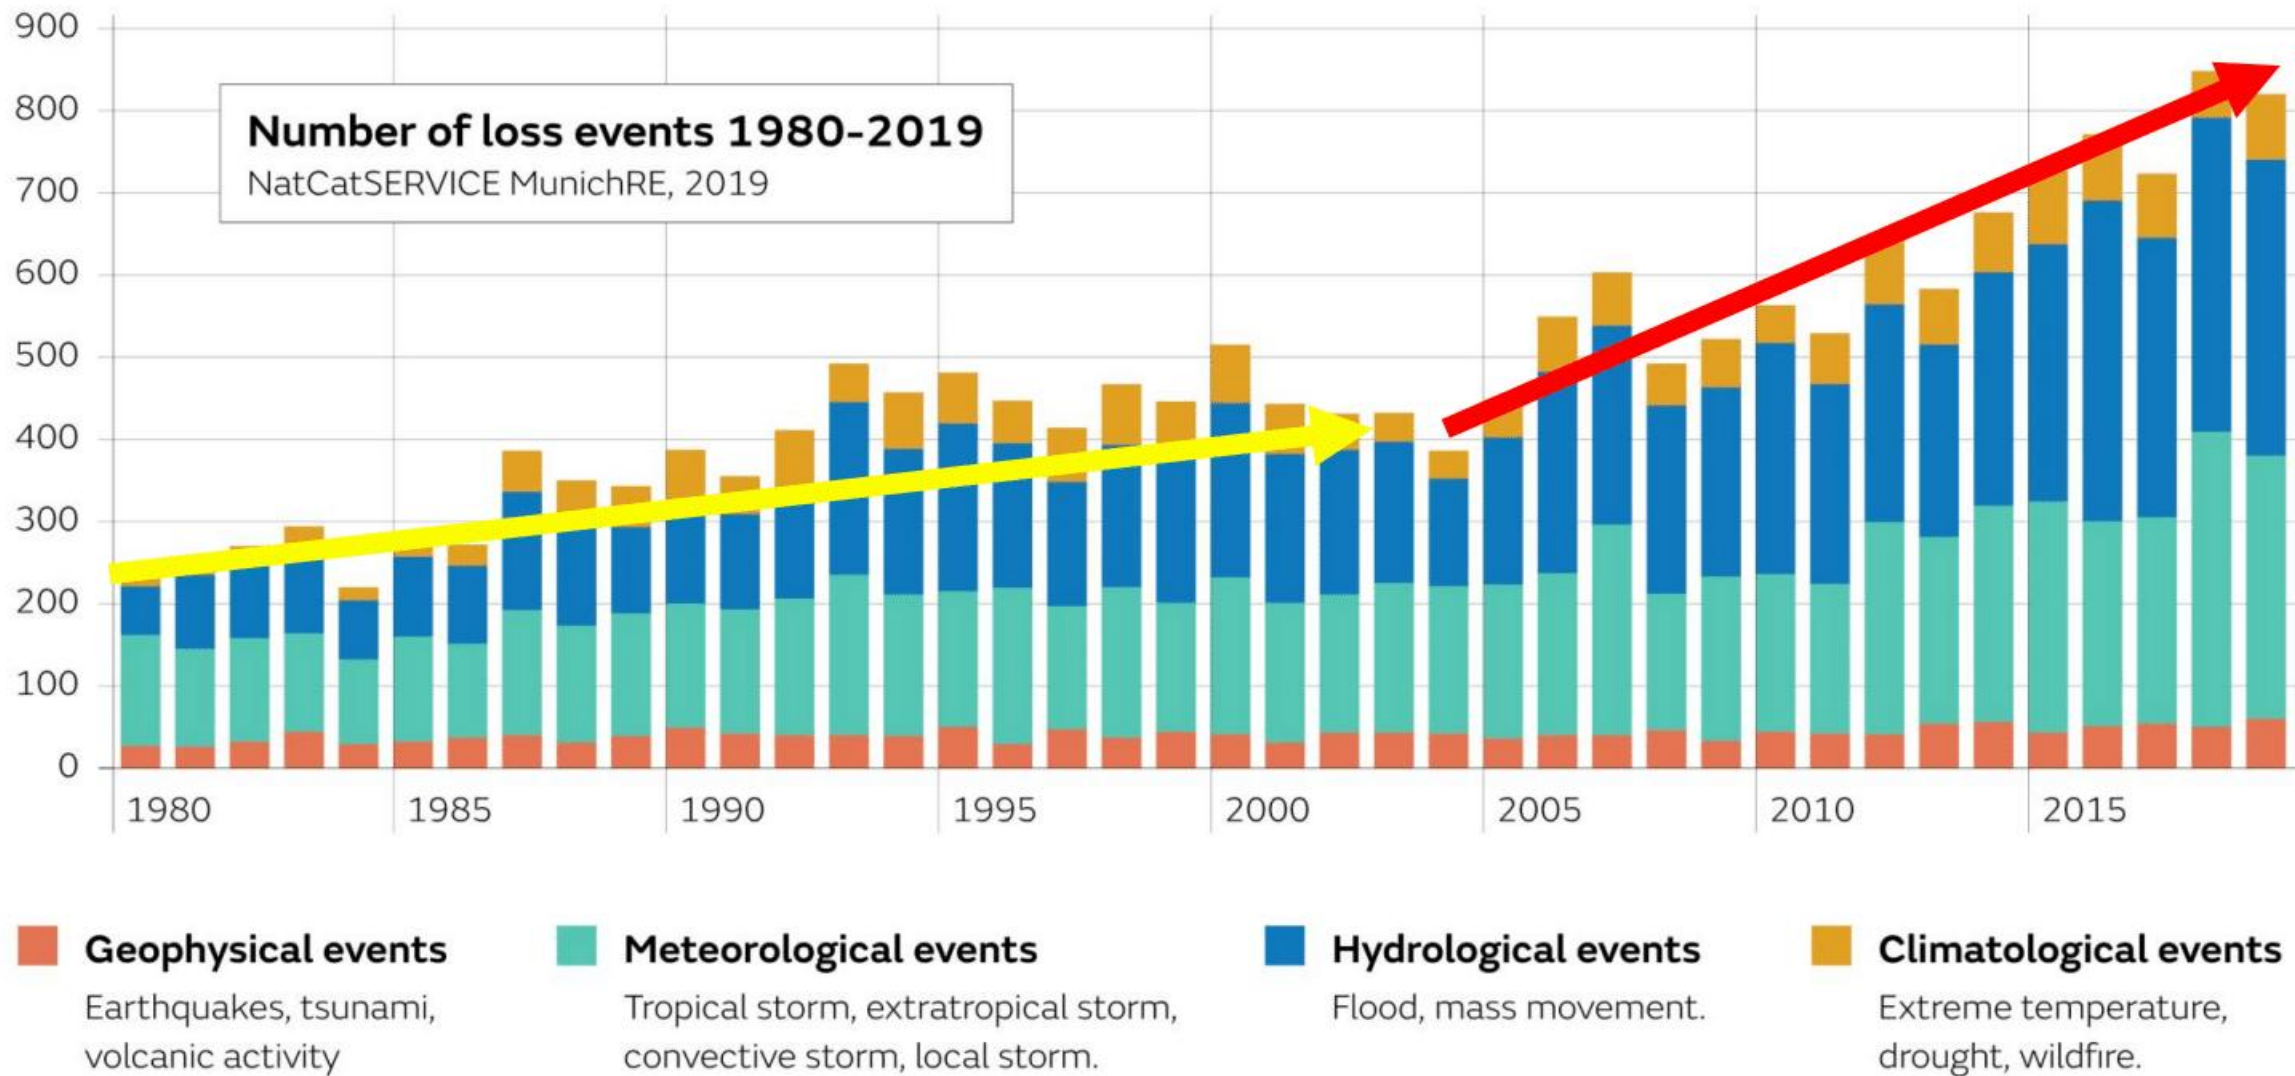 900
800
700
600
500
400
300
200
100
0
Number of loss events 1980-2019
NatCatSERVICE MunichRE, 2019
1980 1985 1990 1995 2000 2005 2010 2015
Geophysical events
Earthquakes, tsunami,
volcanic activity
Meteorological events
Tropical storm, extratropical storm,
convective storm, local storm.
Hydrological events
Flood, mass movement.
Climatological events
Extreme temperature,
drought, wildfire.